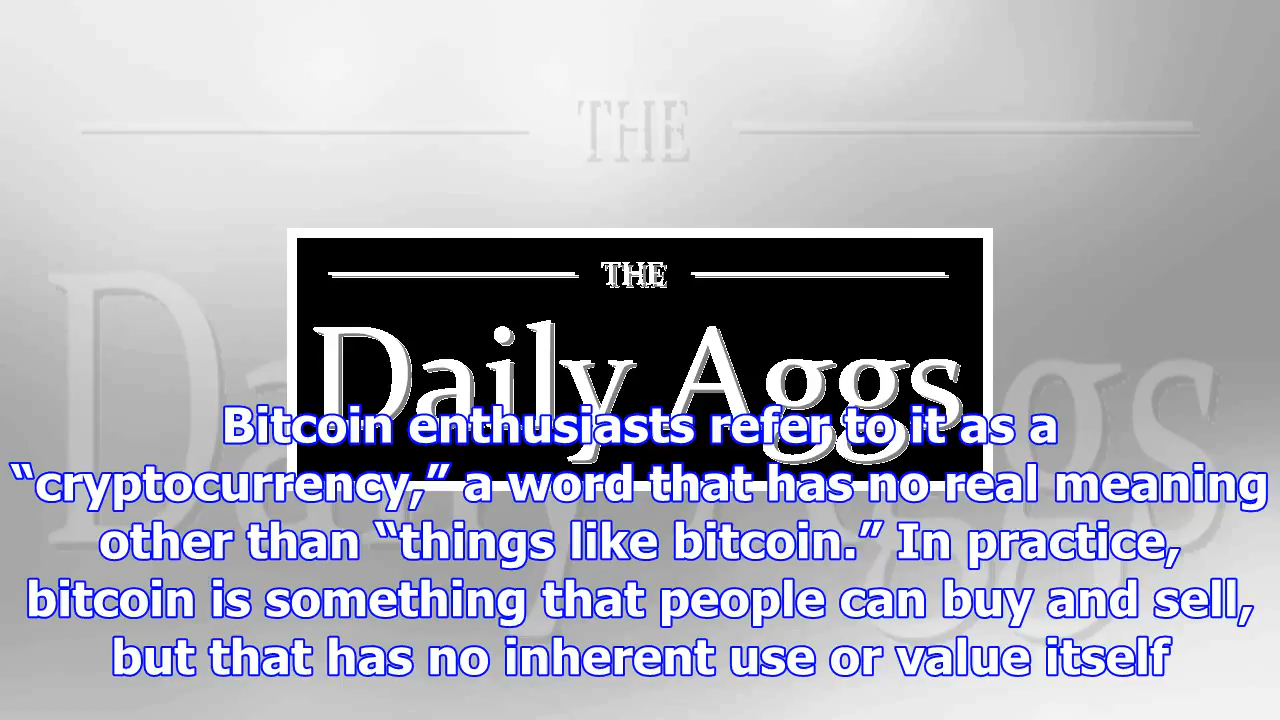 THE
THE
Daily Aggs
Daily Aggs
Bitcoin enthusiasts refer to it as a
“cryptocurrency,” a word that has no real meaning
other than “things like bitcoin.” In practice,
bitcoin is something that people can buy and sell,
but that has no inherent use or value itself